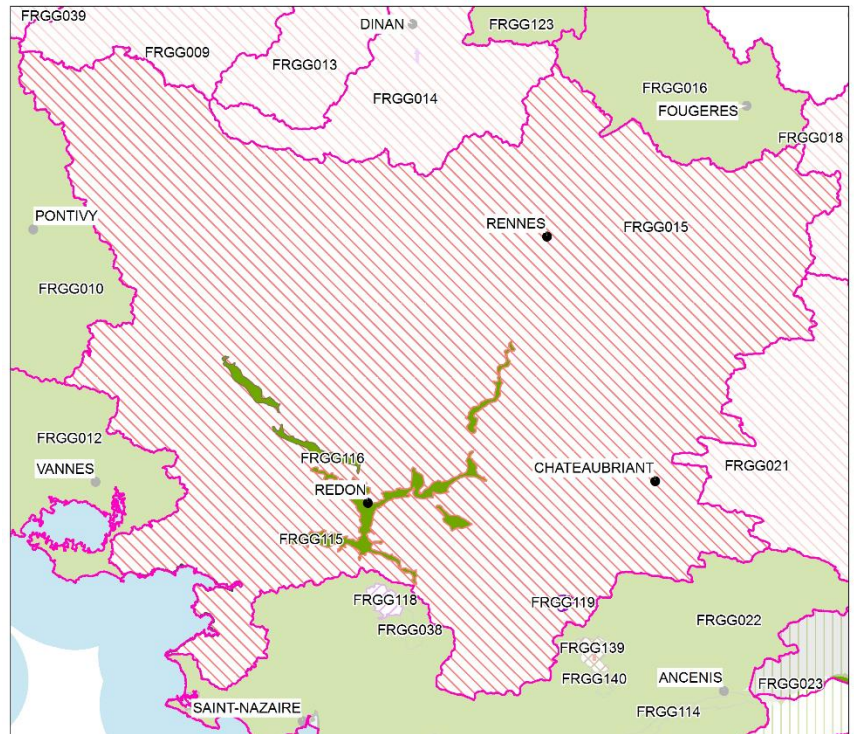 FRGG039
DINAN
FRGG123
FRGG009
FRGG013
FRGG014
FRGG016
FOUGERES
FRGG018
PONTIVY
RENNES
FRGG015
FRGG010
FRGG012
FRGG116
VANNES
CHATEAUBRIANT
FRGG021
REDON
FRGG115
FRGG118
FRGG119
FRGG038
FRGG022
FRGG139
FRGG140
ANCENIS
FRGG023
SAINT-NAZAIRE
FRGG114